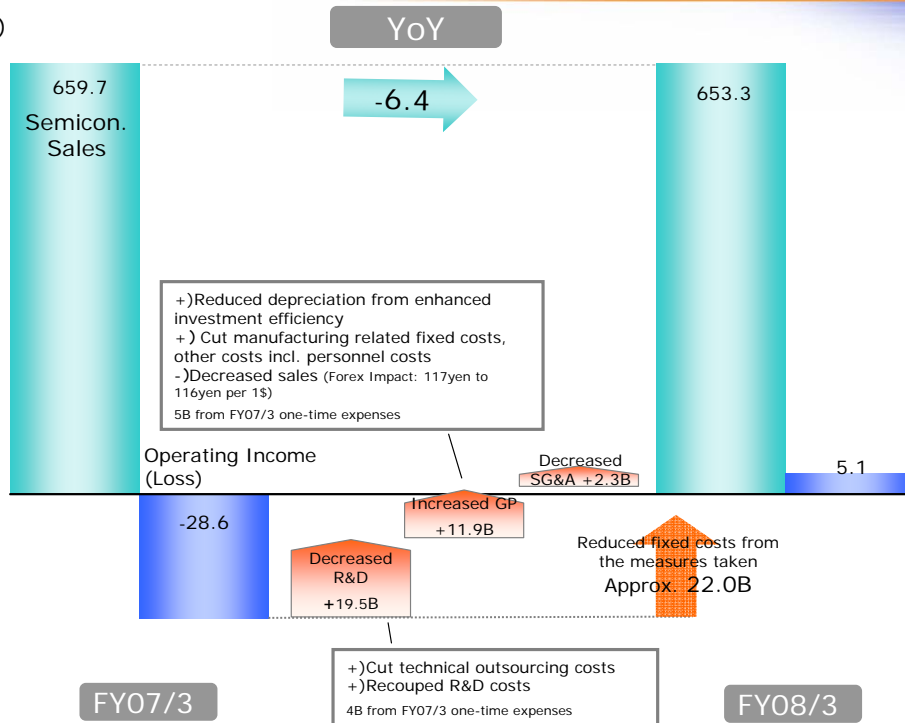 )
YoY
659.7
Semicon.
Sales
-6.4
653.3
+)Reduced depreciation from enhanced
investment efficiency
+) Cut manufacturing related fixed costs,
other costs incl. personnel costs
-)Decreased sales (Forex Impact: 117yen to
116yen per 1$)
5B from FY07/3 one-time expenses
Operating Income
(Loss)
Decreased
SG&A +2.3B
5.1
-28.6
Increased GP
+11.9B
Decreased
R&D
+19.5B
Reduced fixed costs from
the measures taken
Approx. 22.0B
+)Cut technical outsourcing costs
+)Recouped R&D costs
4B from FY07/3 one-time expenses
FY07/3
FY08/3